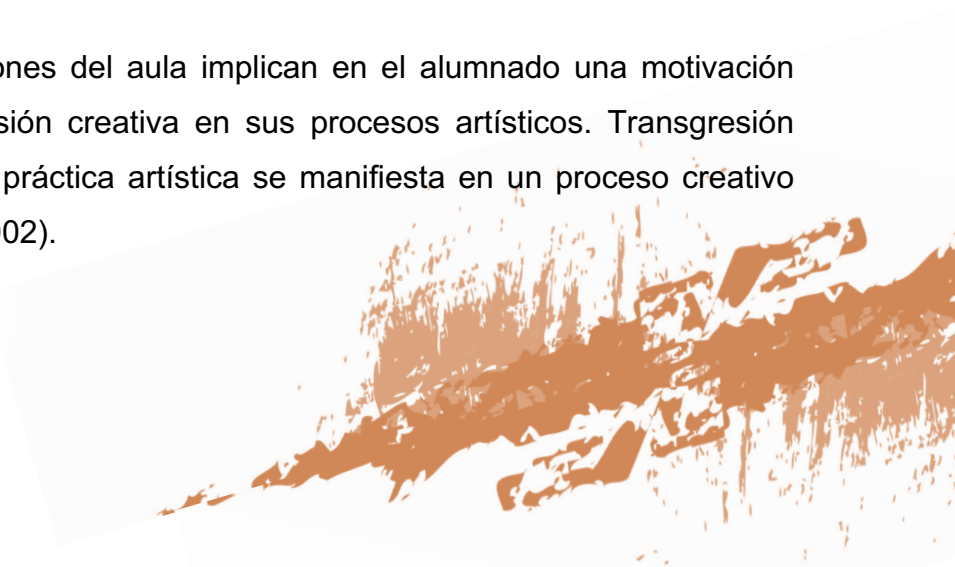 ones del aula implican en el alumnado una motivación
sión creativa en sus procesos artísticos. Transgresión
práctica artística se manifiesta en un proceso creativo
02).